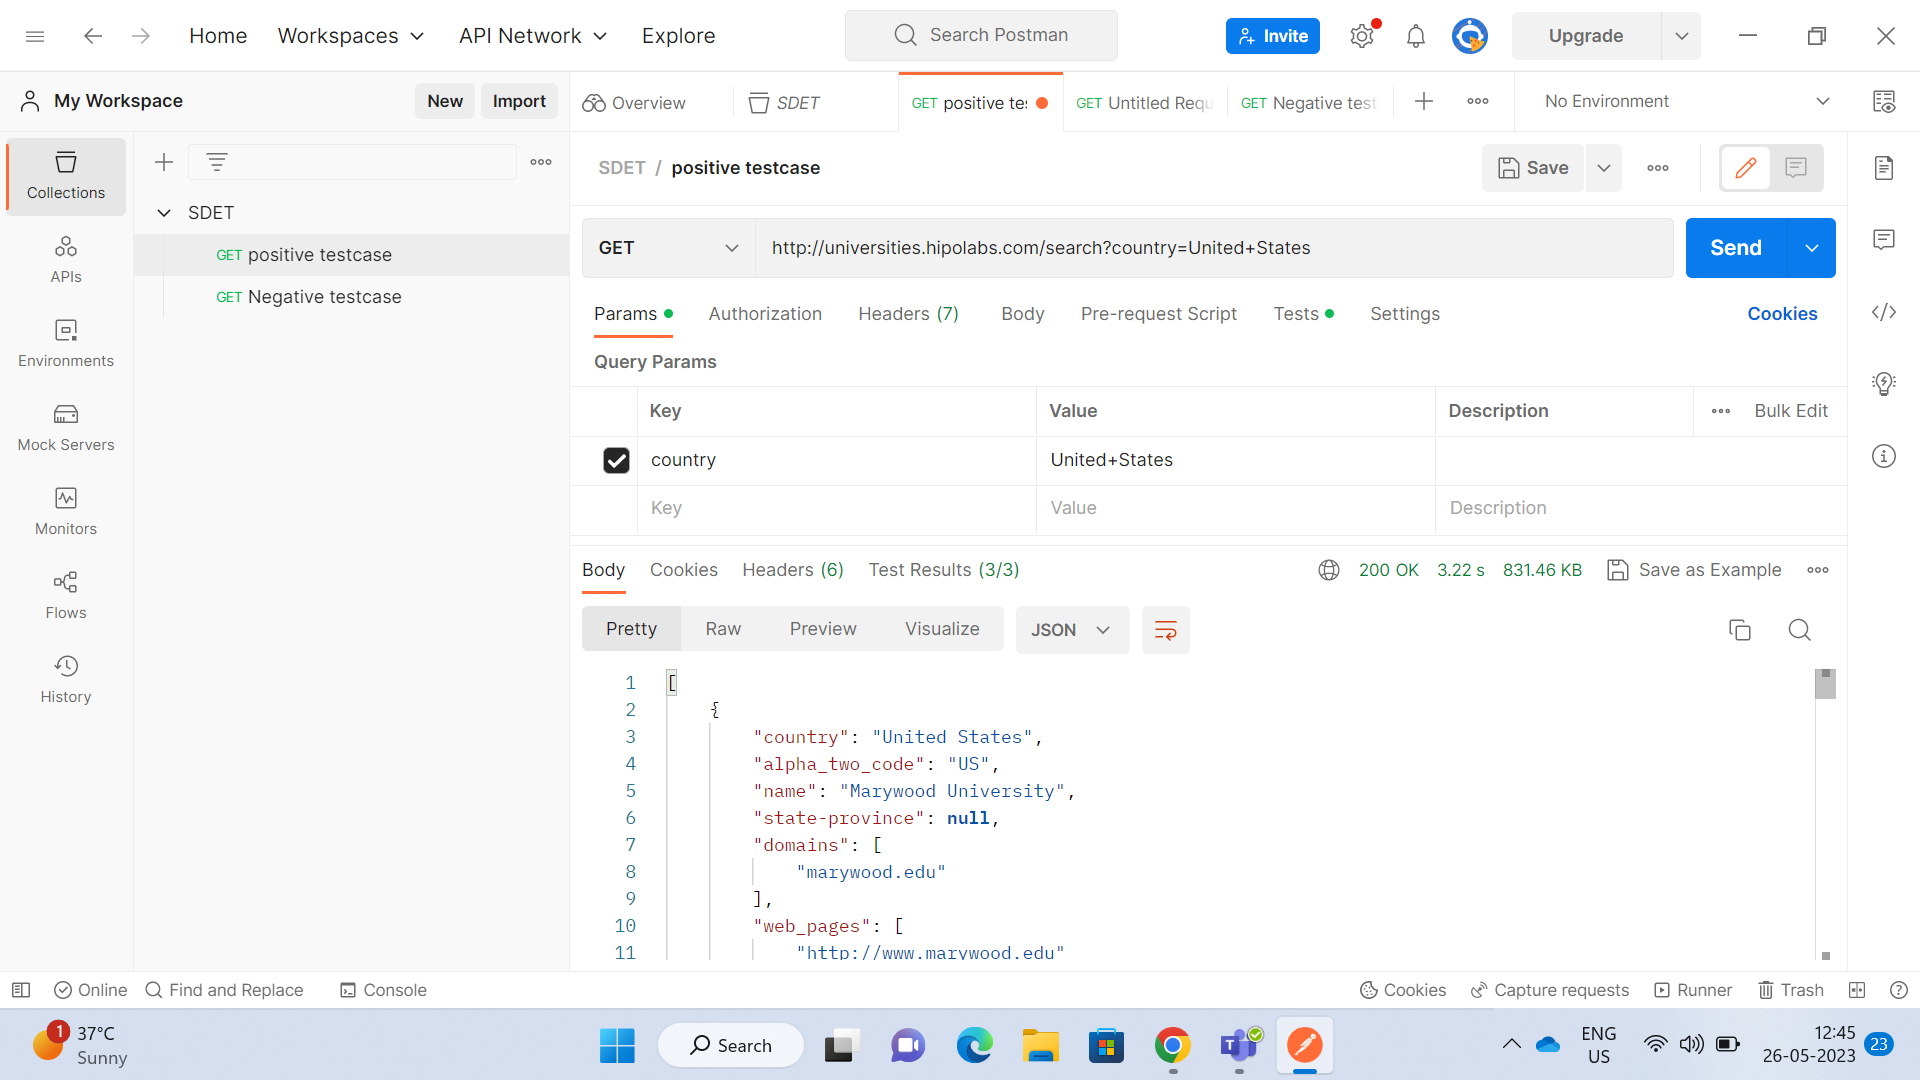 Home Workspaces API Network Explore Search Postman Invite Upgrade
My Workspace New Import Overview SDET GET positive te GET Untitled Requ GET Negative test No Environment
Collections
APIs
Environments
Mock Servers
Monitors
Flows
History
SDET
GET positive testcase
GET Negative testcase
SDET / positive testcase Save
GET http://universities.hipolabs.com/search?country=United+States Send
Params Authorization Headers (7) Body Pre-request Script Tests Settings Cookies
Query Params
Key Value Description Bulk Edit
country United+States
Key Value Description
Body Cookies Headers (6) Test Results (3/3) 200 OK 3.22 s 831.46 KB Save as Example
Pretty Raw Preview Visualize JSON
1 [
2 {
3 "country": "United States",
4 "alpha_two_code": "US",
5 "name": "Marywood University",
6 "state-province": null,
7 "domains": [
8 "marywood.edu"
9 ],
10 "web_pages": [
11 "http://www.marywood.edu"
Online Find and Replace Console Cookies Capture requests Runner Trash
1 37°C
Sunny
Search
ENG
US
12:45
26-05-2023
23